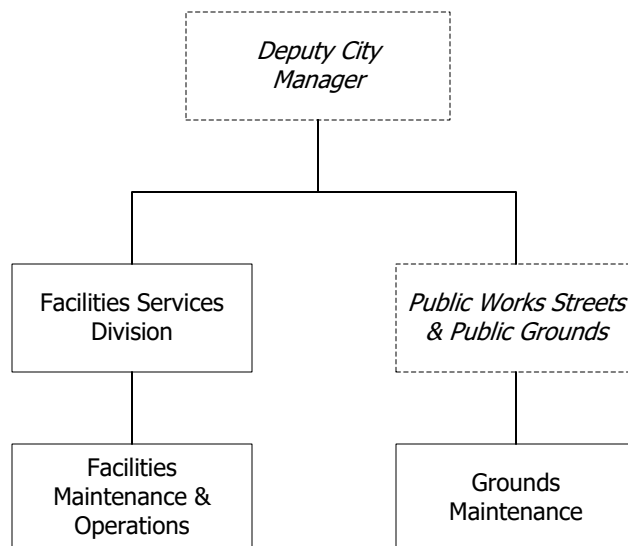 Deputy City
Manager
Facilities Services
Division
Public Works Streets
& Public Grounds
Facilities
Maintenance &
Operations
Grounds
Maintenance